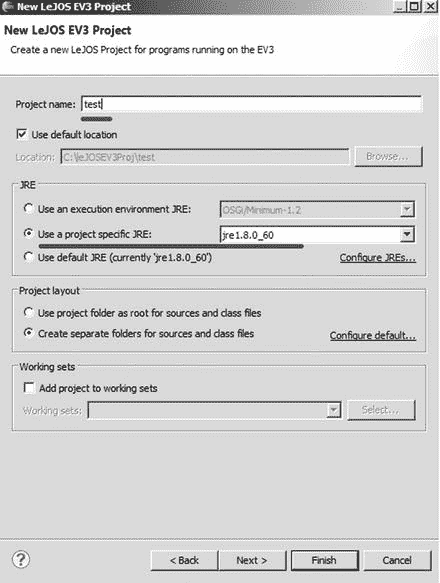 New LeJOS EV3 Project
New LeJOS EV3 Project
Create a new LeJOS Project for programs running on the EV3
Project name: test
Use default location
Location: C:\leJOSEV3Proj\test Browse...
JRE
Use an execution environment JRE: OSGi/Minimum-1.2
Use a project specific JRE: jre1.8.0_60
Use default JRE (currently 'jre1.8.0_60') Configure JREs...
Project layout
Use project folder as root for sources and class files
Create separate folders for sources and class files Configure default...
Working sets
Add project to working sets
Working sets: Select...
? < Back Next > Finish Cancel